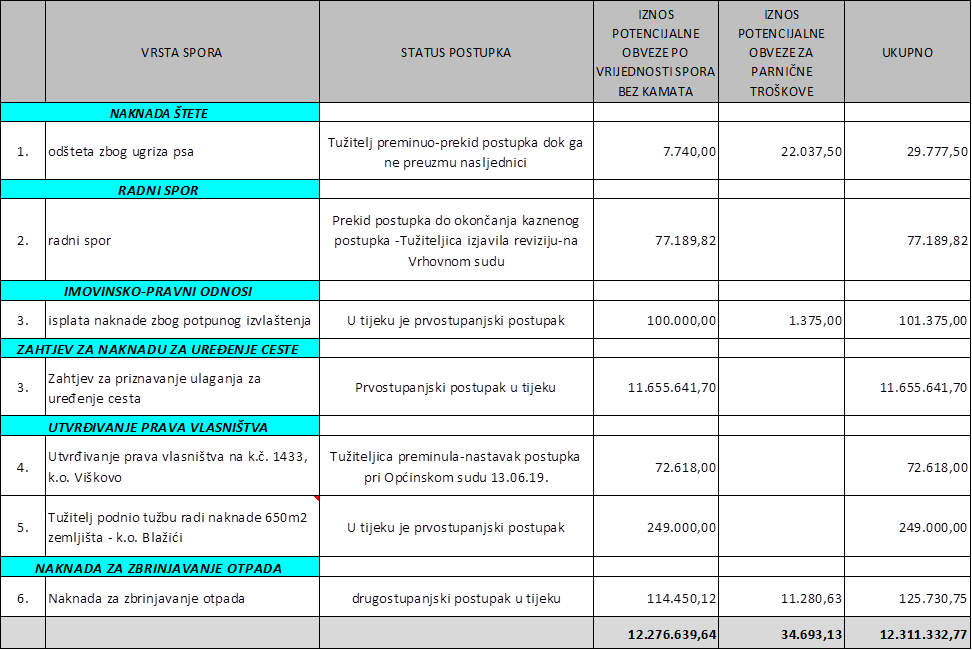 VRSTA SPORA
STATUS POSTUPKA
IZNOS
POTENCIJALNE
OBVEZE PO
VRIJEDNOSTI SPORA
BEZ KAMATA
IZNOS
POTENCIJALNE
OBVEZE ZA
PARNIČNE
TROŠKOVE
UKUPNO
NAKNADA ŠTETE
1.
odšteta zbog ugriza psa
Tužitelj preminuo-prekid postupka dok ga
ne preuzmu nasljednici
7.740,00
22.037,50
29.777,50
RADNI SPOR
2.
radni spor
Prekid postupka do okončanja kaznenog
postupka -Tužiteljica izjavila reviziju-na
Vrhovnom sudu
77.189,82
77.189,82
IMOVINSKO-PRAVNI ODNOSI
3.
isplata naknade zbog potpunog izvlaštenja
U tijeku je prvostupanjski postupak
100.000,00
1.375,00
101.375,00
ZAHTJEV ZA NAKNADU ZA UREĐENJE CESTE
3.
Zahtjev za priznavanje ulaganja za
uređenje cesta
Prvostupanjski postupak u tijeku
11.655.641,70
11.655.641,70
UTVRĐIVANJE PRAVA VLASNIŠTVA
4.
Utvrđivanje prava vlasništva na k.č. 1433,
k.o. Viškovo
Tužiteljica preminula-nastavak postupka
pri Općinskom sudu 13.06.19.
72.618,00
72.618,00
5.
Tužitelj podnio tužbu radi naknade 650m2
zemljišta - k.o. Blažići
U tijeku je prvostupanjski postupak
249.000,00
249.000,00
NAKNADA ZA ZBRINJAVANJE OTPADA
6.
Naknada za zbrinjavanje otpada
drugostupanjski postupak u tijeku
114.450,12
11.280,63
125.730,75
12.276.639,64
34.693,13
12.311.332,77